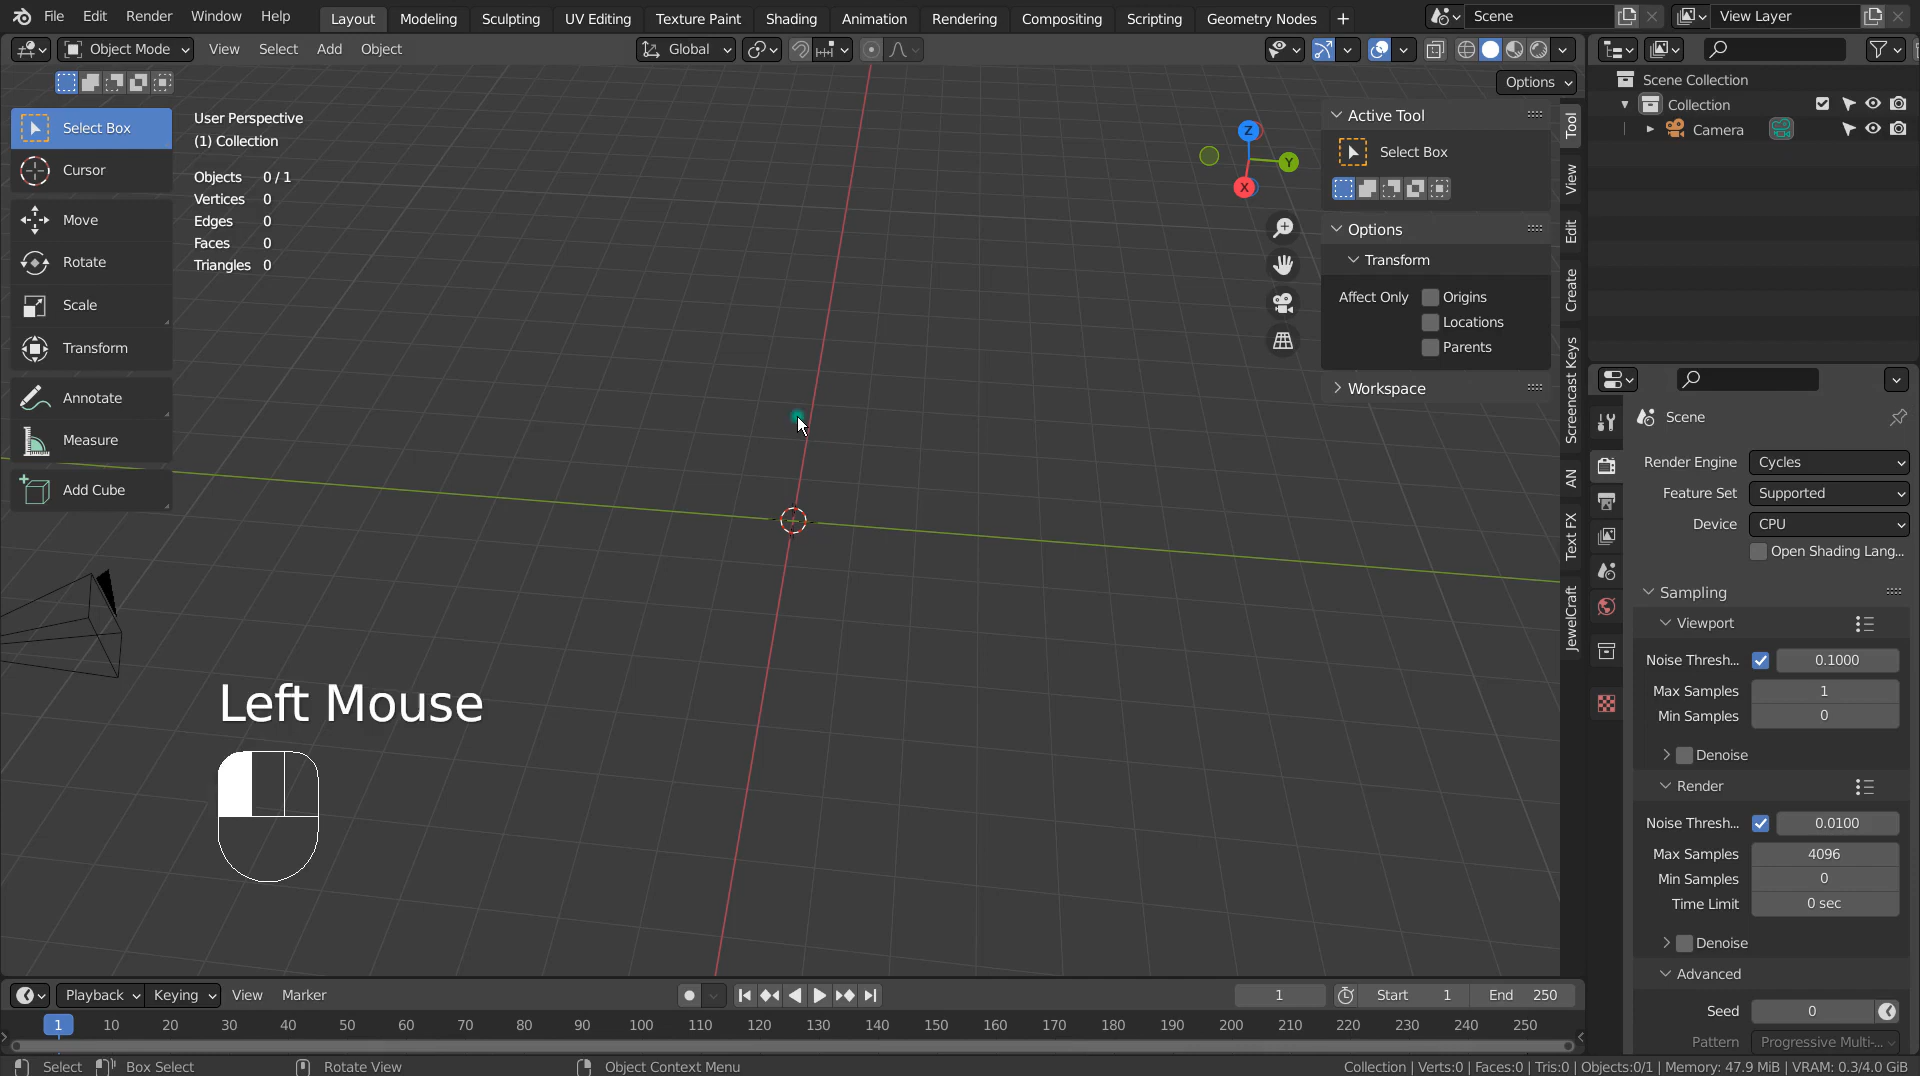 File Edit Render Window Help Layout Modeling Sculpting UV Editing Texture Paint Shading Animation Rendering Compositing Scripting Geometry Nodes + Scene View Layer
Object Mode View Select Add Object Global
Options
Select Box
Cursor
Move
Rotate
Scale
Transform
Annotate
Measure
Add Cube
User Perspective
(1) Collection
Objects 0 / 1
Vertices 0
Edges 0
Faces 0
Triangles 0
Z
Y
X
Active Tool
Select Box
Options
Transform
Affect Only Origins
Locations
Parents
Workspace
Tool
View
Edit
Create
Screencast Keys
AN
Text FX
JewelCraft
Left Mouse
Scene Collection
Collection
Camera
Scene
Render Engine Cycles
Feature Set Supported
Device CPU
Open Shading Lang...
Sampling
Viewport
Noise Thresh... 0.1000
Max Samples 1
Min Samples 0
Denoise
Render
Noise Thresh... 0.0100
Max Samples 4096
Min Samples 0
Time Limit 0 sec
Denoise
Advanced
Seed 0
Pattern Progressive Multi-...
Playback Keying View Marker 1 Start 1 End 250
1 10 20 30 40 50 60 70 80 90 100 110 120 130 140 150 160 170 180 190 200 210 220 230 240 250
Select Box Select Rotate View Object Context Menu Collection | Verts:0 | Faces:0 | Tris:0 | Objects:0/1 | Memory: 47.9 MiB | VRAM: 0.3/4.0 GiB